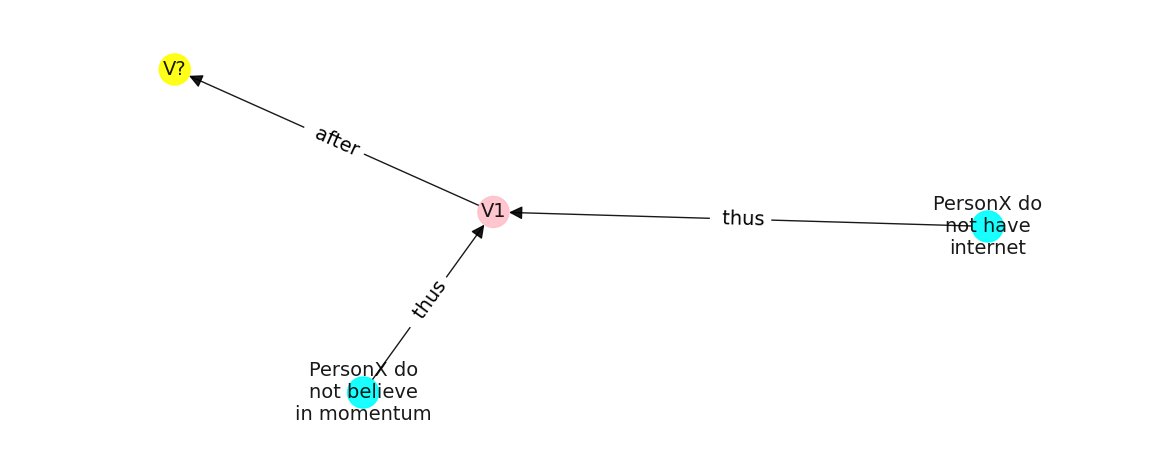 V?
after
V1
thus
PersonX do
not have
internet
thus
PersonX do
not believe
in momentum